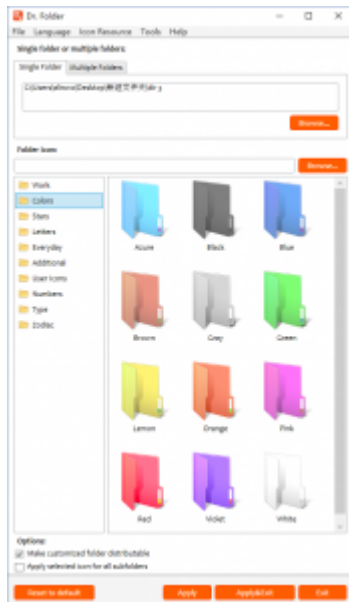 Dr. Folder
File Language Icon Resource Tools Help
Single folder or multiple folders:
Single Folder Multiple Folders
Browse...
Folder Icon:
Browse...
Work
Colors
Stars
Letters
Everyday
Additional
User Icons
Numbers
Type
Zodiac
Azure Black Blue
Brown Grey Green
Lemon Orange Pink
Red Violet White
Options:
Make customized folder distributable
Apply selected icon for all subfolders
Reset to default Apply Apply&Exit Exit